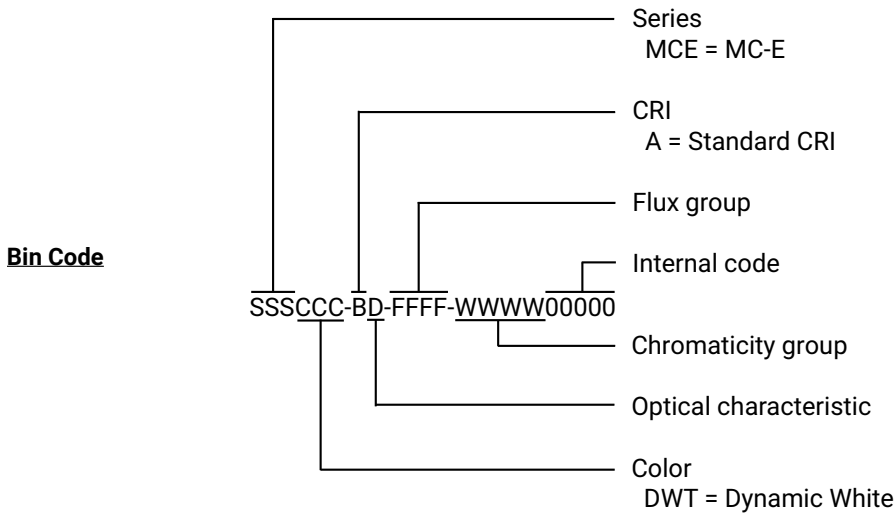 Series
MCE = MC-E
CRI
A = Standard CRI
Flux group
Bin Code
Internal code
SSSCCC-BD-FFFF-WWWW00000
Chromaticity group
Optical characteristic
Color
DWT = Dynamic White